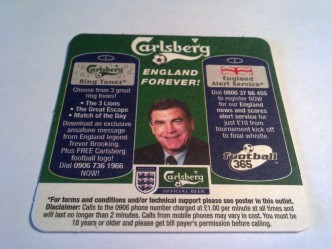 Carlsberg
ENGLAND
FOREVER!
1
Carlsberg
Ring Tones*
Choose from 3 great
ring tones!
• The 3 Lions
• The Great Escape
• Match of the Day
Download an exclusive
ansafone message
from England legend
Trevor Brooking.
Plus FREE Carlsberg
football logo!
Dial 0906 736 1966
NOW!
England
Alert Service*
Dial 0800 37 66 455
to register NOW
for our England
news and scores
alert service for
just £10 from
tournament kick off
to final whistle.
Football
365
Carlsberg
OFFICIAL BEER
*For terms and conditions and/or technical support please see poster in this outlet.
Disclaimer: Calls to the 0906 phone number charged at £1.00 per minute at all times and
will last no longer than 2 minutes. Calls from mobile phones may vary in cost. You must be
18 years or older and please get bill payer's permission before calling.